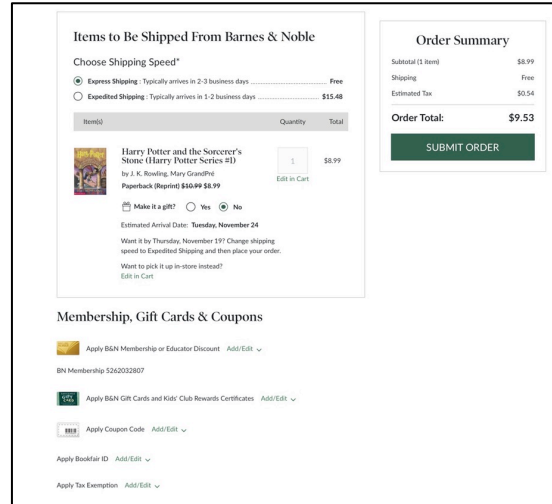 Items to Be Shipped From Barnes & Noble
Choose Shipping Speed*
Express Shipping : Typically arrives in 2-3 business days Free
Expedited Shipping : Typically arrives in 1-2 business days $15.48
Item(s) Quantity Total
Harry Potter and the Sorcerer's
Stone (Harry Potter Series #1)
by J. K. Rowling, Mary GrandPré
Paperback (Reprint) $10.99 $8.99
1
$8.99
Edit in Cart
Make it a gift? Yes No
Estimated Arrival Date: Tuesday, November 24
Want it by Thursday, November 19? Change shipping
speed to Expedited Shipping and then place your order.
Want to pick it up in-store instead?
Edit in Cart
Order Summary
Subtotal (1 item) $8.99
Shipping Free
Estimated Tax $0.54
Order Total: $9.53
SUBMIT ORDER
Membership, Gift Cards & Coupons
Apply B&N Membership or Educator Discount Add/Edit
BN Membership 5262032807
GIFT CARD
Apply B&N Gift Cards and Kids' Club Rewards Certificates Add/Edit
Apply Coupon Code Add/Edit
Apply Bookfair ID Add/Edit
Apply Tax Exemption Add/Edit